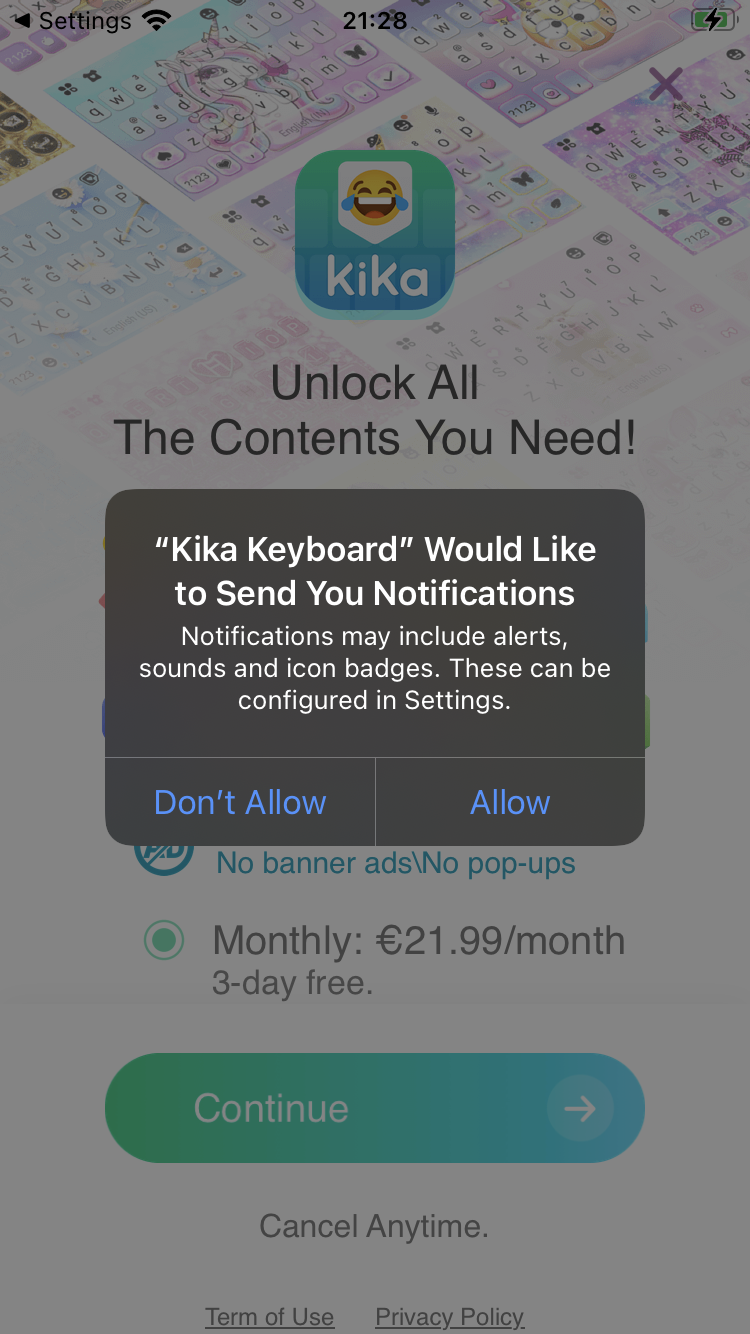 ◀ Settings 21:28
kika
Unlock All
The Contents You Need!
“Kika Keyboard” Would Like
to Send You Notifications
Notifications may include alerts,
sounds and icon badges. These can be
configured in Settings.
Don’t Allow Allow
No banner ads\No pop-ups
Monthly: €21.99/month
3-day free.
Continue
Cancel Anytime.
Term of Use Privacy Policy